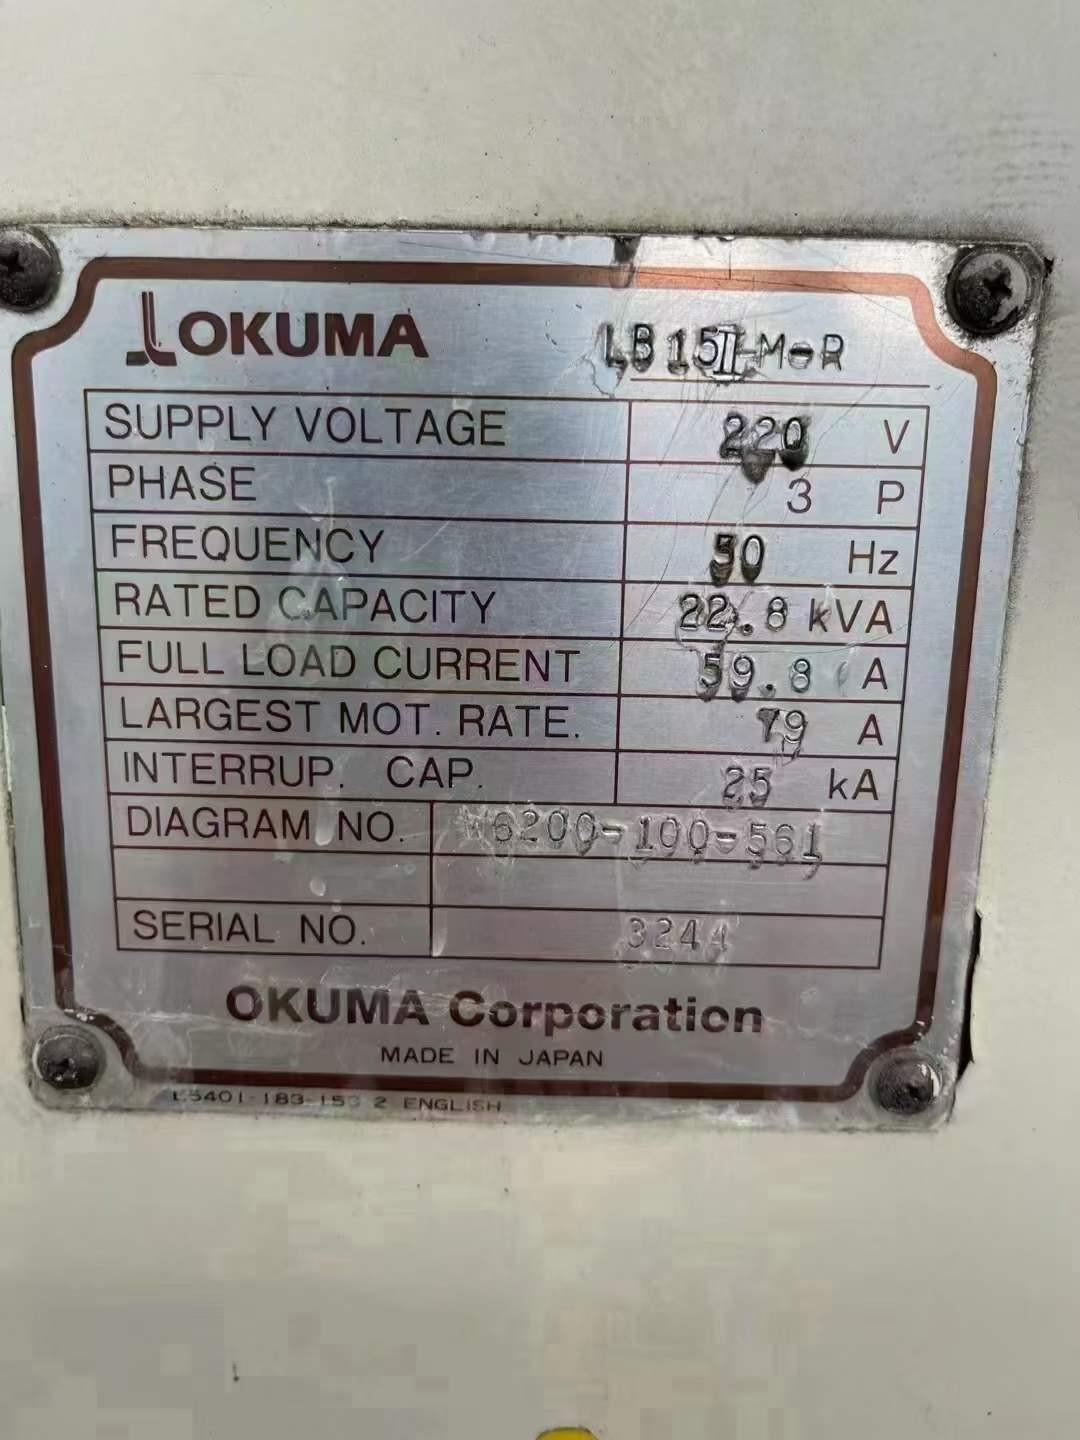 OKUMA LB15II-M-R
SUPPLY VOLTAGE 220 V
PHASE 3 P
FREQUENCY 50 Hz
RATED CAPACITY 22.8 kVA
FULL LOAD CURRENT 59.8 A
LARGEST MOT. RATE. 79 A
INTERRUP. CAP. 25 kA
DIAGRAM NO. W6200-100-561
SERIAL NO. 3244
OKUMA Corporation
MADE IN JAPAN
2 ENGLISH